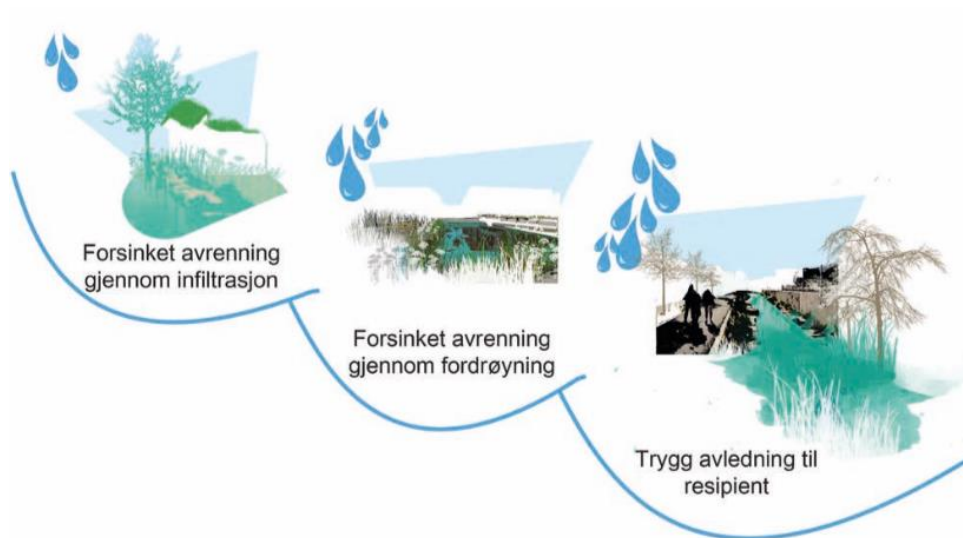 Forsinket avrenning
gjennom infiltrasjon
Forsinket avrenning
gjennom fordrøyning
Trygg avledning til
resipient